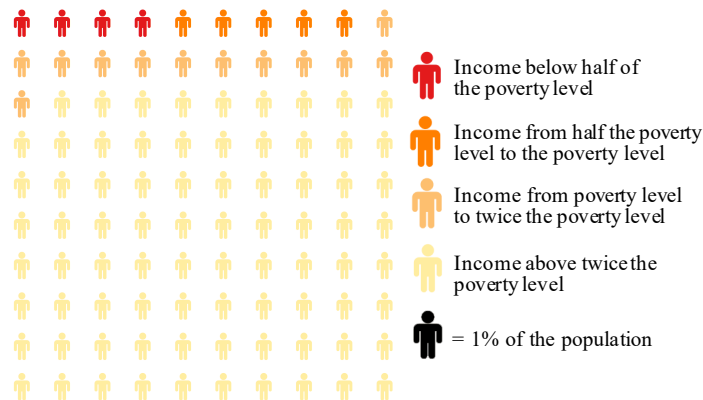 Income below half of
the poverty level
Income from half the poverty
level to the poverty level
Income from poverty level
to twice the poverty level
Income above twice the
poverty level
= 1% of the population